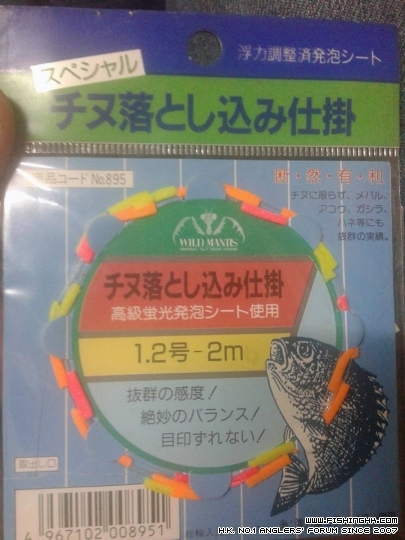 浮力調整済発泡シート
スペシャル
チヌ落とし込み仕掛
商品コード No.895
断・然・有・利
チヌに限らず、メバル、
アコウ、ガシラ、
ハネ等にも
抜群の実績。
WILD MANTIS
チヌ落とし込み仕掛
高級蛍光発泡シート使用
1.2号-2m
抜群の感度!
絶妙のバランス!
目印ずれない!
取出し口
4 967102 008951
WWW.FISHINGHK.COM
H.K. NO.1 ANGLERS' FORUM SINCE 2007